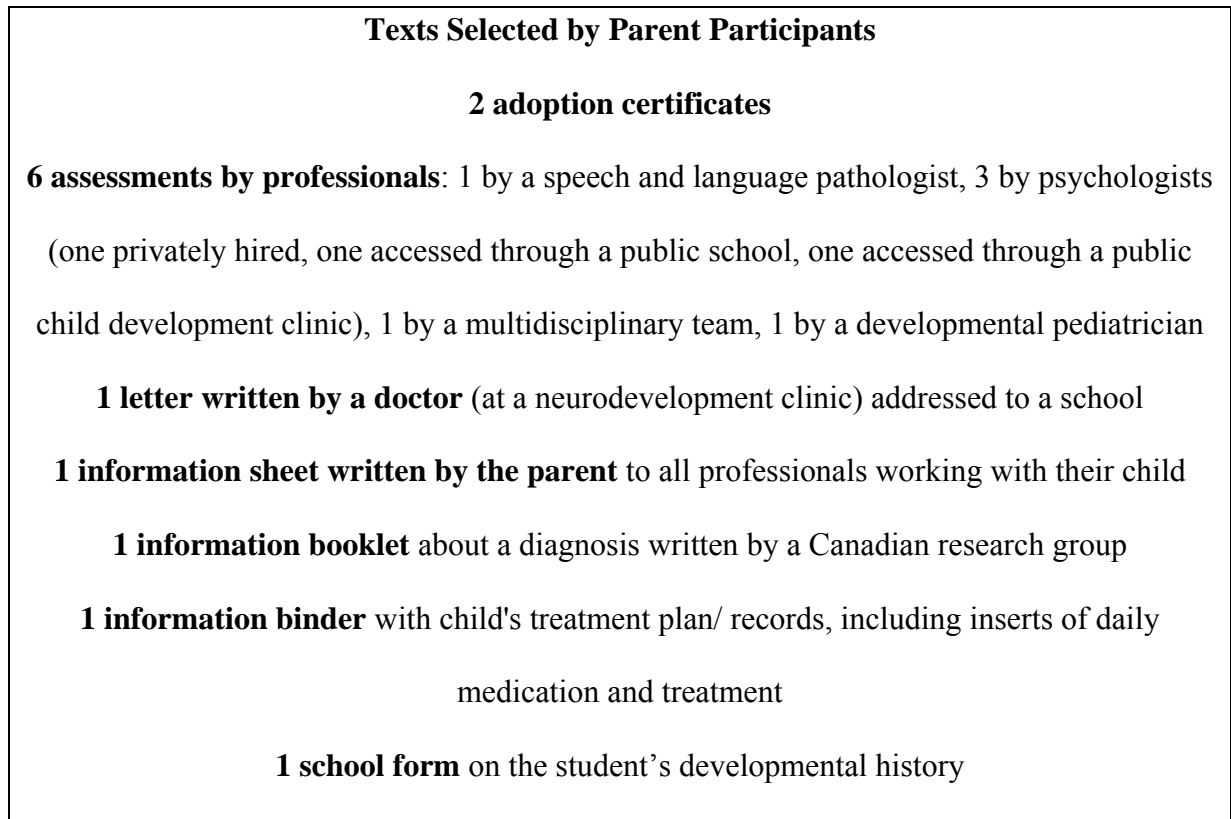 Texts Selected by Parent Participants
2 adoption certificates
6 assessments by professionals: 1 by a speech and language pathologist, 3 by psychologists
(one privately hired, one accessed through a public school, one accessed through a public
child development clinic), 1 by a multidisciplinary team, 1 by a developmental pediatrician
1 letter written by a doctor (at a neurodevelopment clinic) addressed to a school
1 information sheet written by the parent to all professionals working with their child
1 information booklet about a diagnosis written by a Canadian research group
1 information binder with child's treatment plan/ records, including inserts of daily
medication and treatment
1 school form on the student’s developmental history